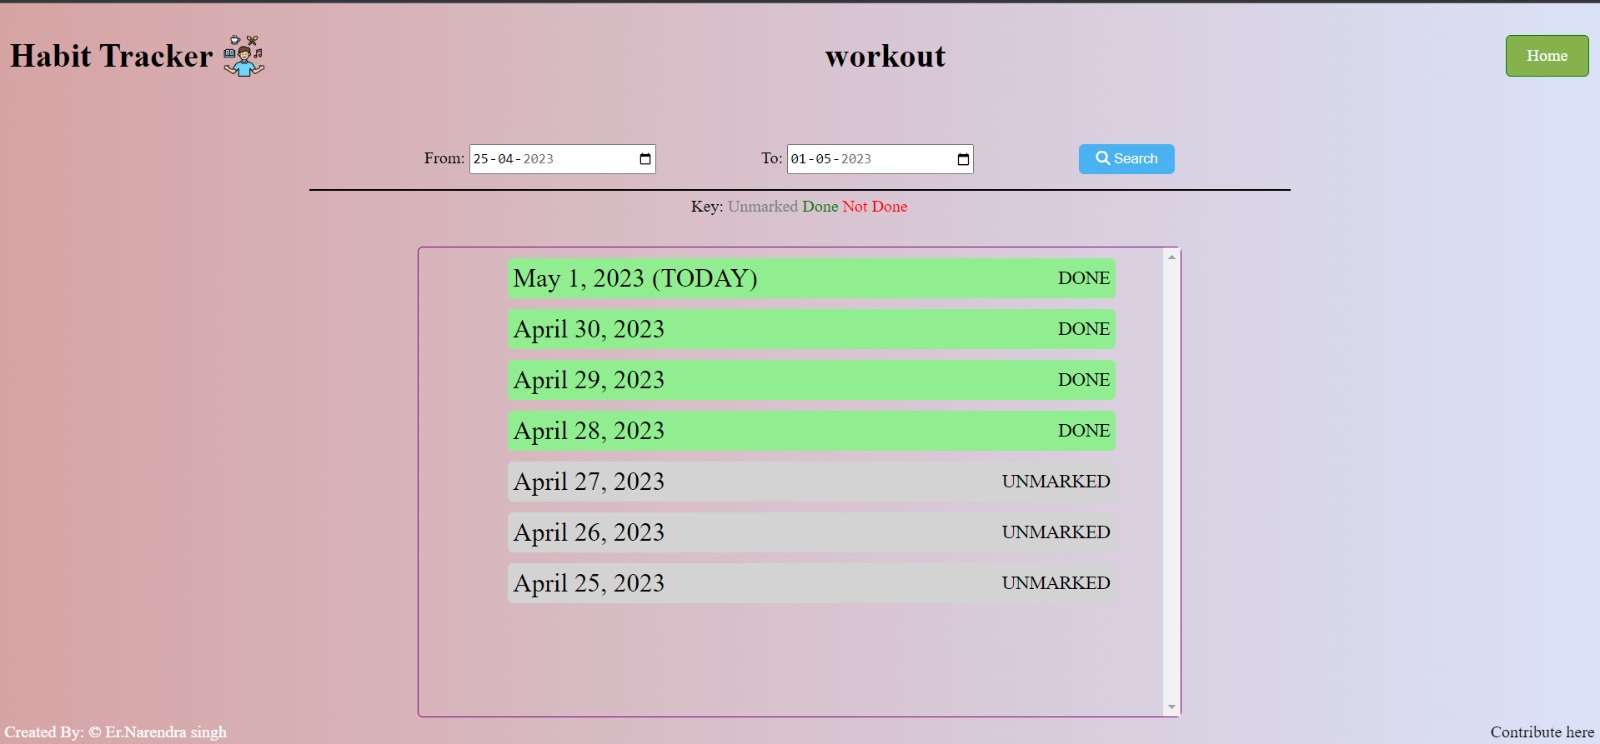 Habit Tracker
workout
Home
From: 25-04-2023 To: 01-05-2023 Search
Key: Unmarked Done Not Done
May 1, 2023 (TODAY) DONE
April 30, 2023 DONE
April 29, 2023 DONE
April 28, 2023 DONE
April 27, 2023 UNMARKED
April 26, 2023 UNMARKED
April 25, 2023 UNMARKED
Created By: © Er.Narendra singh
Contribute here